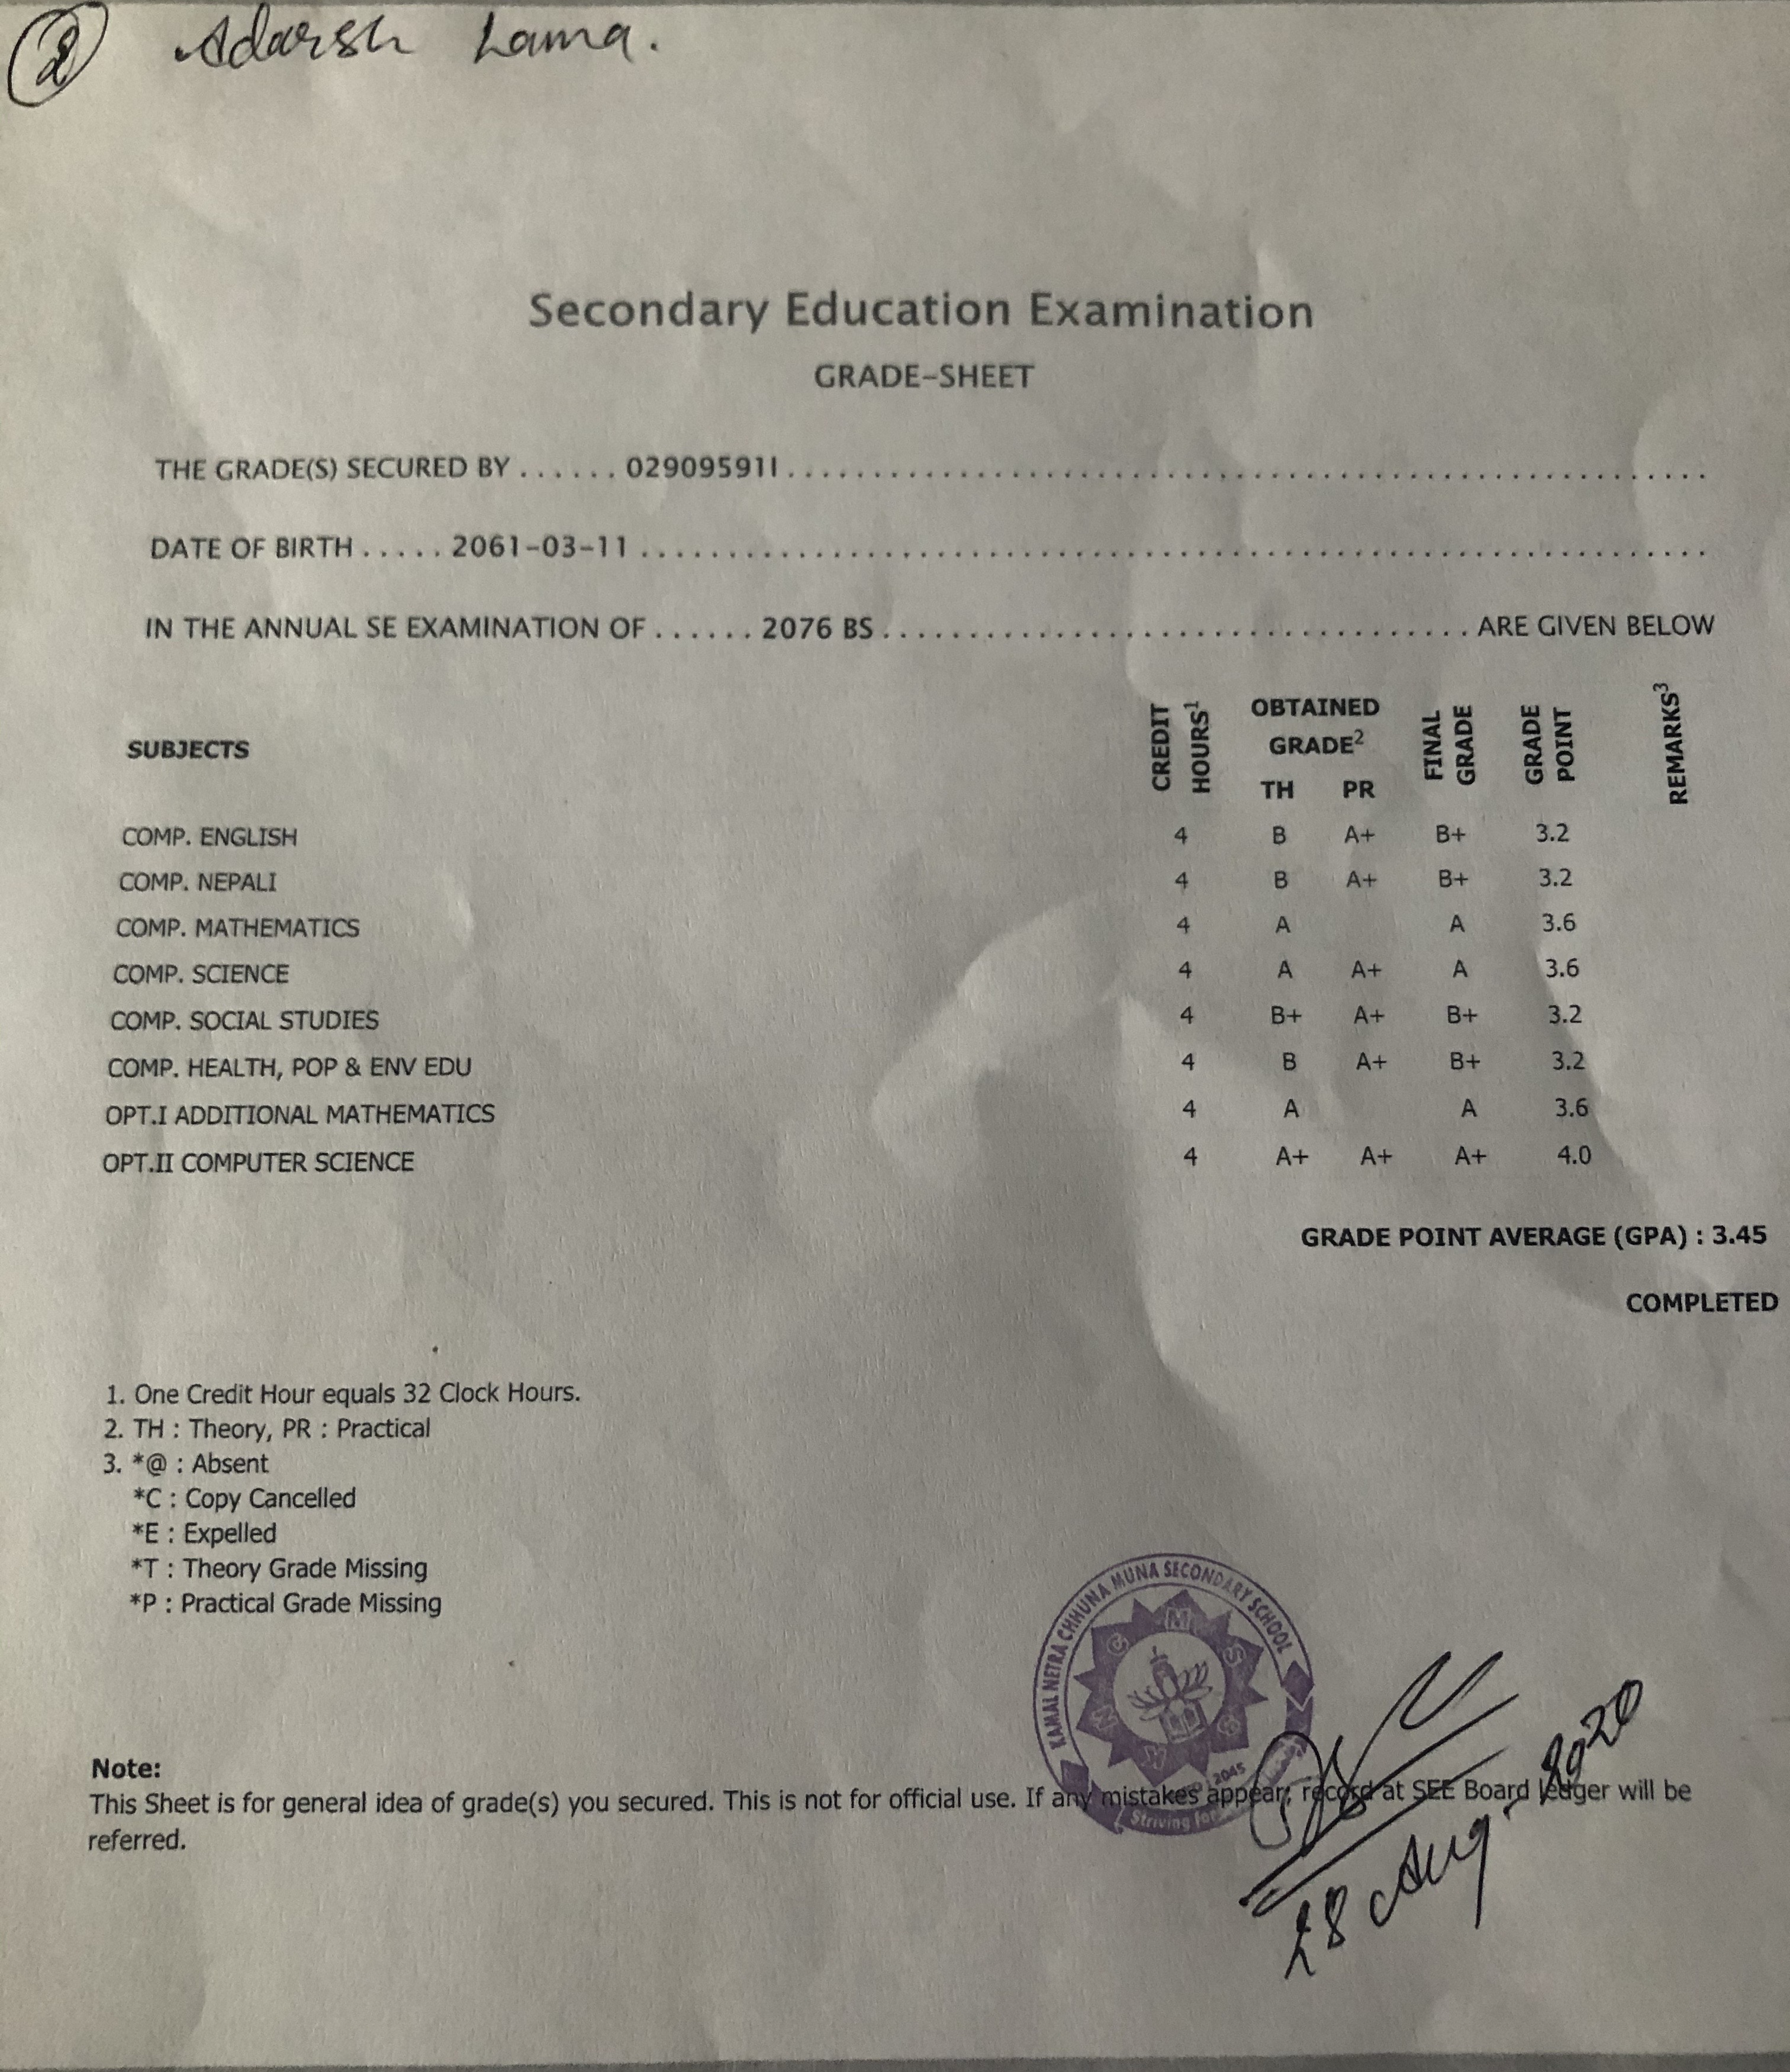 2 Adarsh Lama.
Secondary Education Examination
GRADE-SHEET
THE GRADE(S) SECURED BY ...... 02909591I ......
DATE OF BIRTH ..... 2061-03-11 ......
IN THE ANNUAL SE EXAMINATION OF ...... 2076 BS ...... ARE GIVEN BELOW
SUBJECTS CREDIT HOURS1 OBTAINED GRADE2 TH PR FINAL GRADE GRADE POINT REMARKS3
COMP. ENGLISH 4 B A+ B+ 3.2
COMP. NEPALI 4 B A+ B+ 3.2
COMP. MATHEMATICS 4 A A 3.6
COMP. SCIENCE 4 A A+ A 3.6
COMP. SOCIAL STUDIES 4 B+ A+ B+ 3.2
COMP. HEALTH, POP & ENV EDU 4 B A+ B+ 3.2
OPT.I ADDITIONAL MATHEMATICS 4 A A 3.6
OPT.II COMPUTER SCIENCE 4 A+ A+ A+ 4.0
GRADE POINT AVERAGE (GPA) : 3.45
COMPLETED
1. One Credit Hour equals 32 Clock Hours.
2. TH : Theory, PR : Practical
3. *@ : Absent
*C : Copy Cancelled
*E : Expelled
*T : Theory Grade Missing
*P : Practical Grade Missing
KAMAL NETRA CHHUNA MUNA SECONDARY SCHOOL
K N C M S S
2045
Striving for
Note:
This Sheet is for general idea of grade(s) you secured. This is not for official use. If any mistakes appear, record at SEE Board ledger will be
referred.
28 Aug - 2020